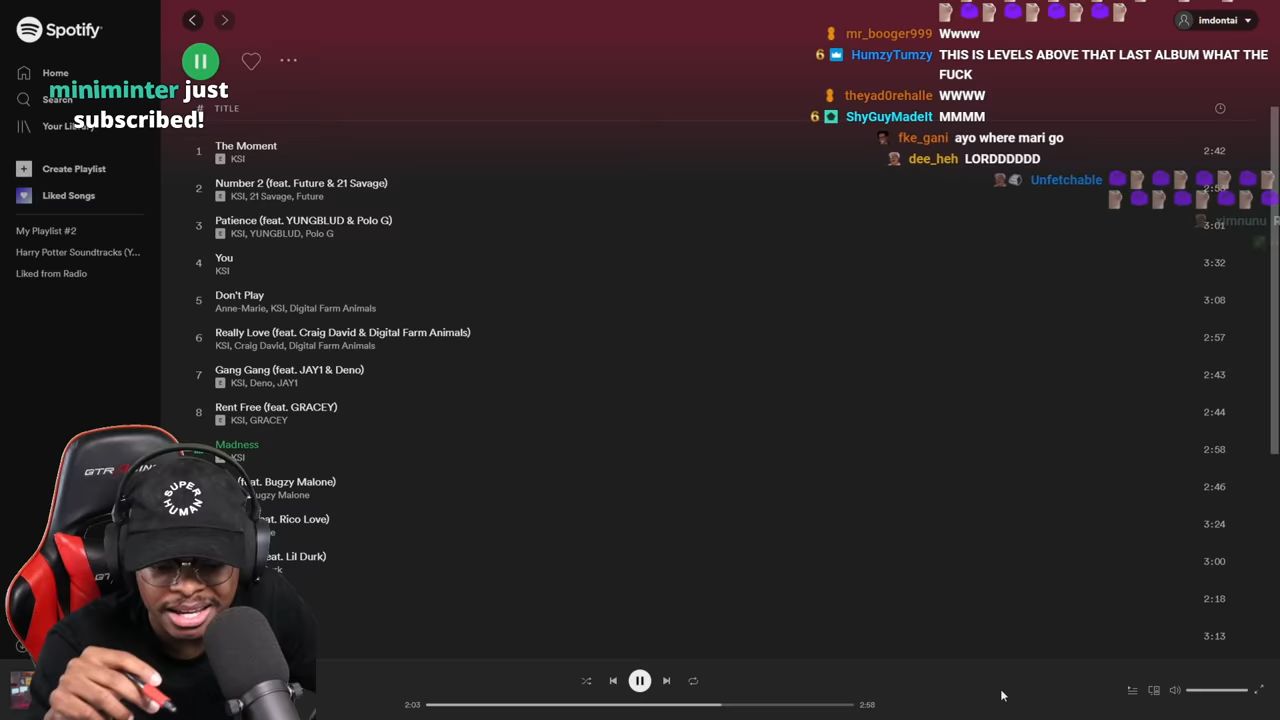 Spotify
imdontai
mr_booger999 Wwww
6 HumzyTumzy THIS IS LEVELS ABOVE THAT LAST ALBUM WHAT THE
FUCK
theyad0rehalle WWWW
6 ShyGuyMadeIt MMMM
fke_gani ayo where mari go
dee_heh LORDDDDDD
Unfetchable
ximnunu
Home
miniminter just
subscribed!
Search
Your Library
Create Playlist
Liked Songs
My Playlist #2
Harry Potter Soundtracks (Y...
Liked from Radio
# TITLE
1 The Moment 2:42
E KSI
2 Number 2 (feat. Future & 21 Savage)
E KSI, 21 Savage, Future
3 Patience (feat. YUNGBLUD & Polo G) 3:01
E KSI, YUNGBLUD, Polo G
4 You 3:32
KSI
5 Don't Play 3:08
Anne-Marie, KSI, Digital Farm Animals
6 Really Love (feat. Craig David & Digital Farm Animals) 2:57
KSI, Craig David, Digital Farm Animals
7 Gang Gang (feat. JAY1 & Deno) 2:43
E KSI, Deno, JAY1
8 Rent Free (feat. GRACEY) 2:44
E KSI, GRACEY
Madness 2:58
KSI
(feat. Bugzy Malone) 2:46
Bugzy Malone
feat. Rico Love) 3:24
feat. Lil Durk) 3:00
2:18
3:13
GTR
SUPER HUMAN
2:03 2:58